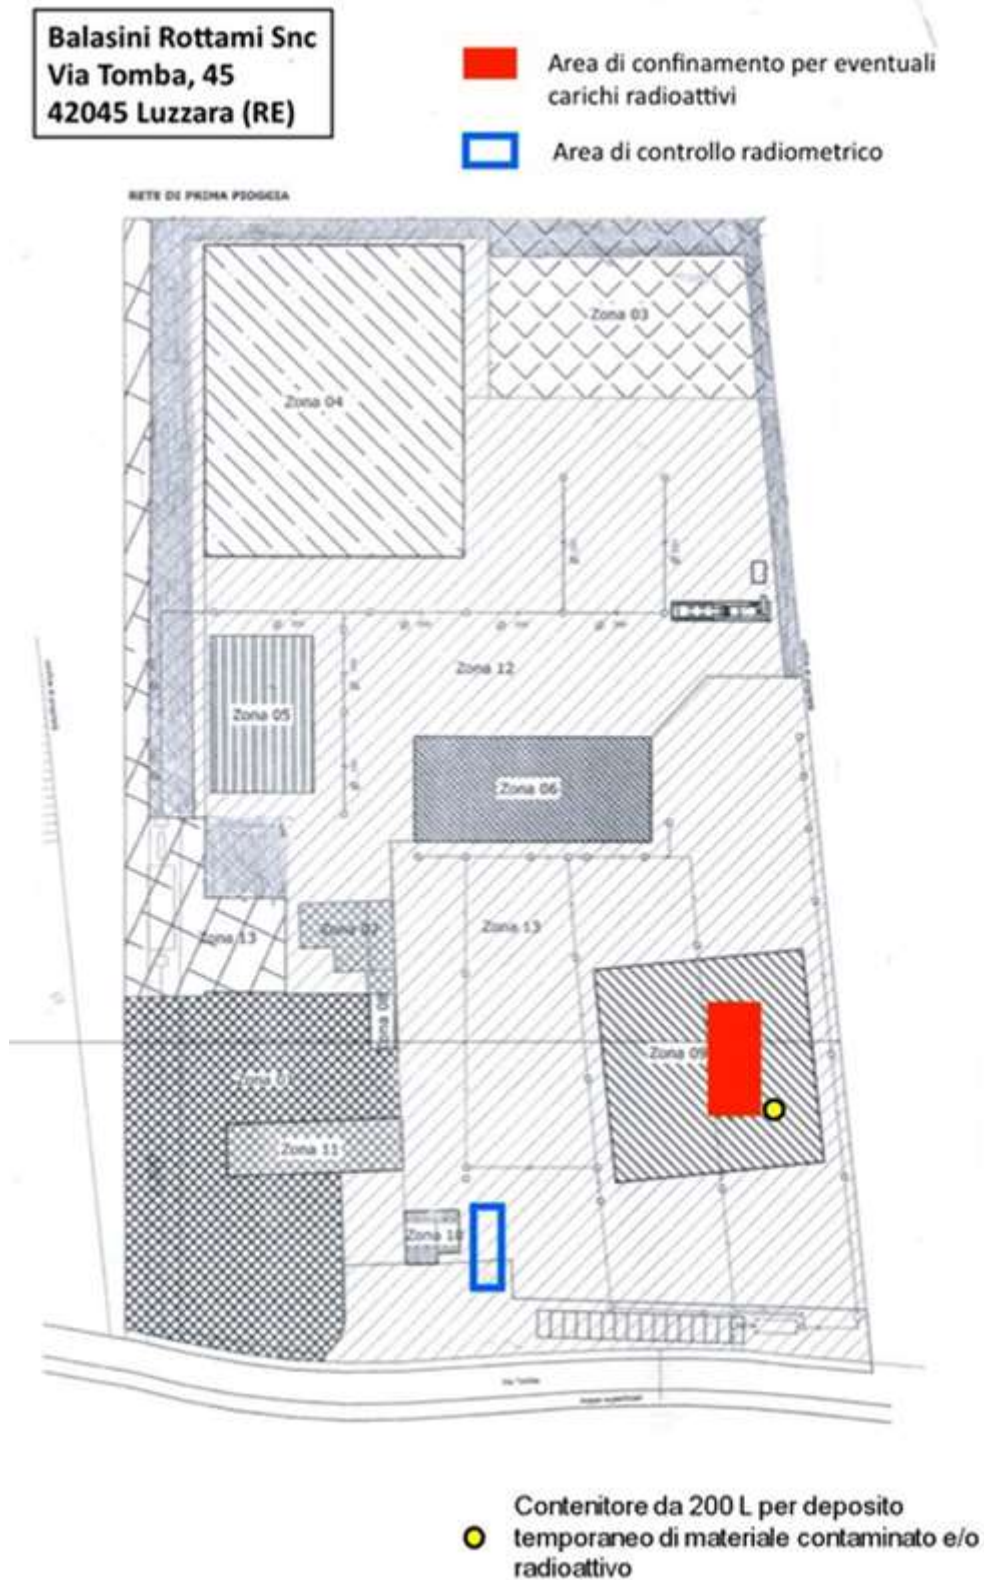 Balasini Rottami Snc
Via Tomba, 45
42045 Luzzara (RE)
Area di confinamento per eventuali
carichi radioattivi
Area di controllo radiometrico
RETE DI PRIMA PIOGGIA
Zona 03
Zona 04
Zona 12
Zona 05
Zona 06
Zona 13
Zona 13
Zona 09
Zona 11
Zona 10
Via Tomba
Contenitore da 200 L per deposito
temporaneo di materiale contaminato e/o
radioattivo